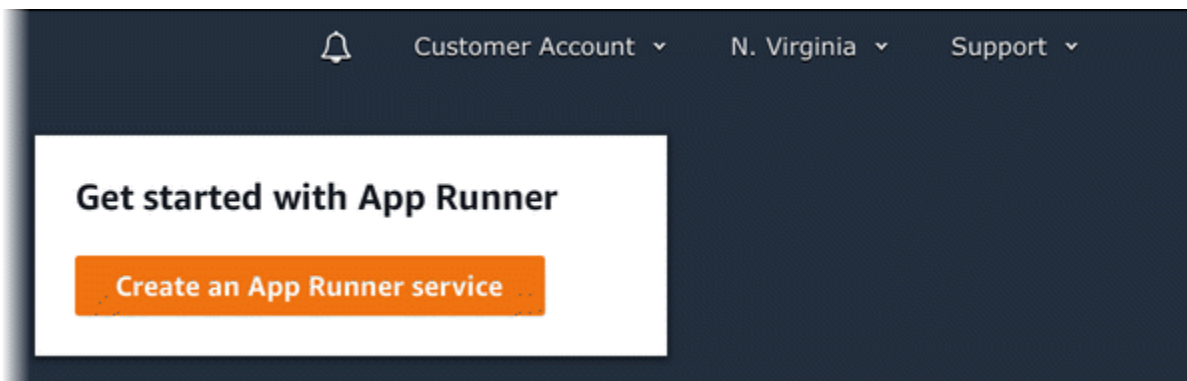 Customer Account N. Virginia Support
Get started with App Runner
Create an App Runner service